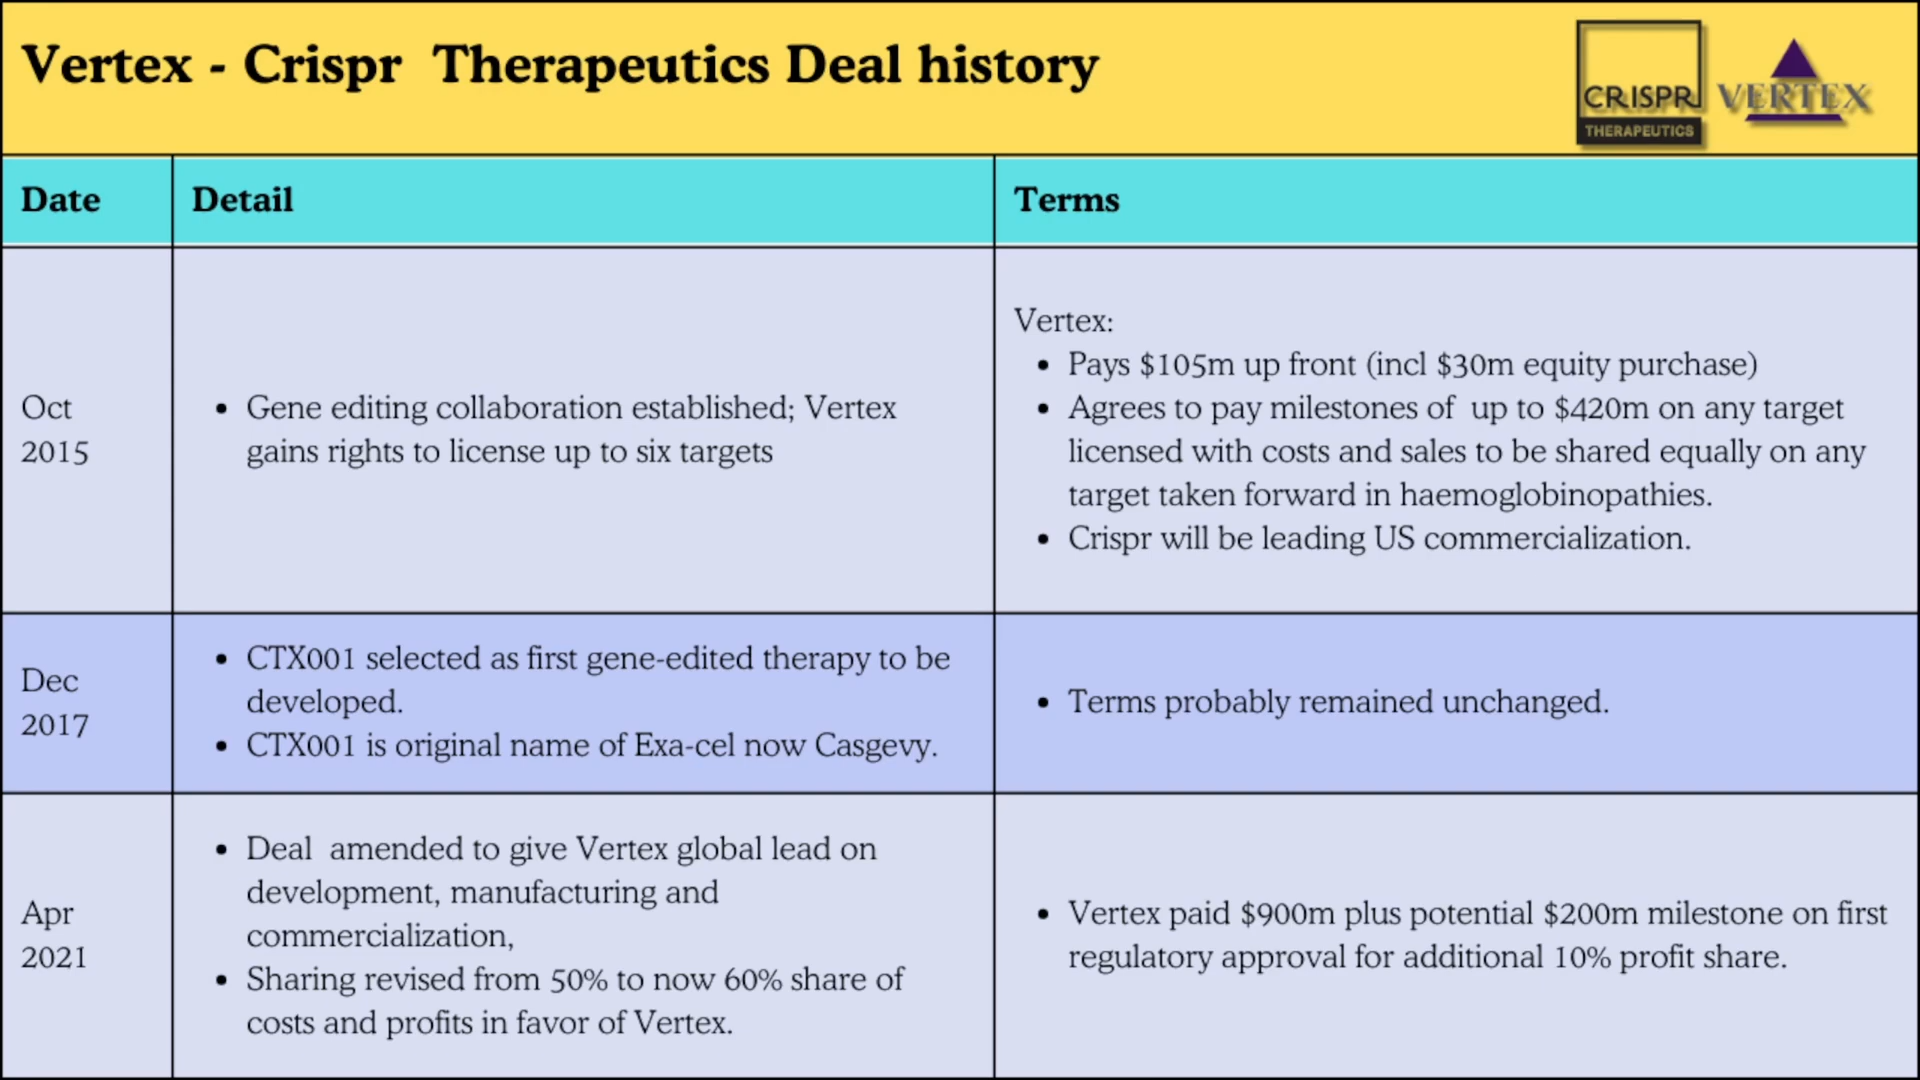 Vertex - Crispr Therapeutics Deal history
CRISPR
THERAPEUTICS
VERTEX
Date
Detail
Terms
Oct
2015
• Gene editing collaboration established; Vertex
gains rights to license up to six targets
Vertex:
• Pays $105m up front (incl $30m equity purchase)
• Agrees to pay milestones of up to $420m on any target
licensed with costs and sales to be shared equally on any
target taken forward in haemoglobinopathies.
• Crispr will be leading US commercialization.
Dec
2017
• CTX001 selected as first gene-edited therapy to be
developed.
• CTX001 is original name of Exa-cel now Casgevy.
• Terms probably remained unchanged.
Apr
2021
• Deal amended to give Vertex global lead on
development, manufacturing and
commercialization,
• Sharing revised from 50% to now 60% share of
costs and profits in favor of Vertex.
• Vertex paid $900m plus potential $200m milestone on first
regulatory approval for additional 10% profit share.